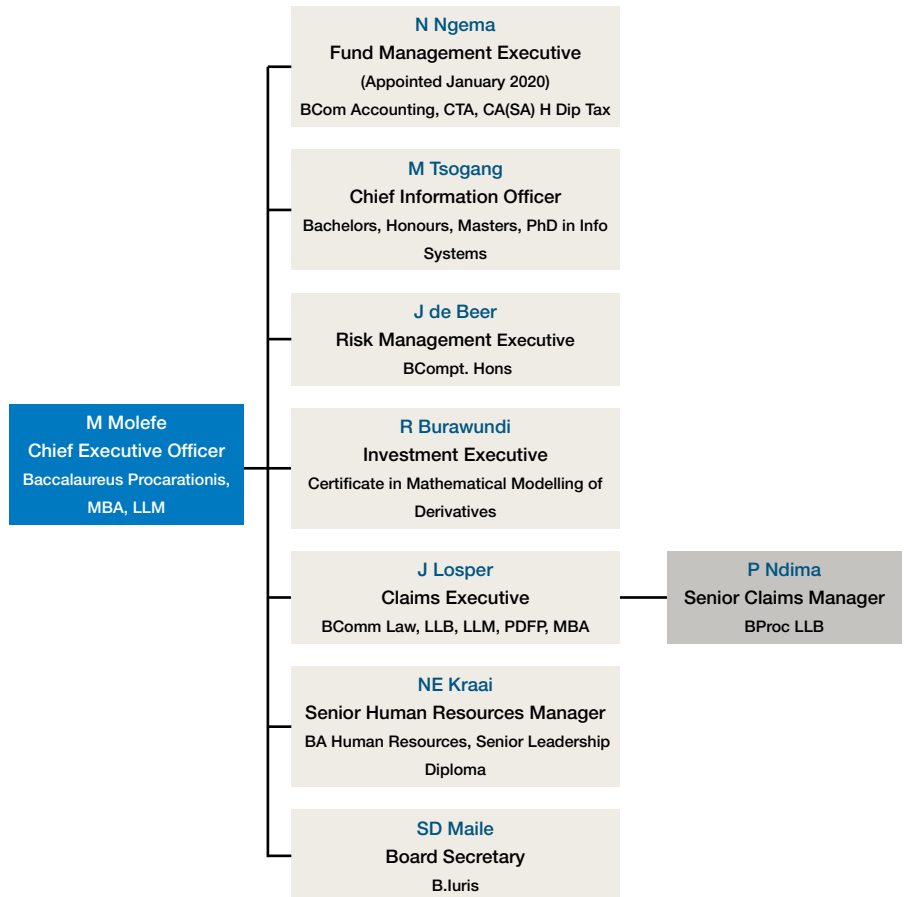 N Ngema
Fund Management Executive
(Appointed January 2020)
BCom Accounting, CTA, CA(SA) H Dip Tax
M Tsogang
Chief Information Officer
Bachelors, Honours, Masters, PhD in Info
Systems
J de Beer
Risk Management Executive
BCompt. Hons
M Molefe
Chief Executive Officer
Baccalaureus Procarationis,
MBA, LLM
R Burawundi
Investment Executive
Certificate in Mathematical Modelling of
Derivatives
J Losper
Claims Executive
BComm Law, LLB, LLM, PDFP, MBA
P Ndima
Senior Claims Manager
BProc LLB
NE Kraai
Senior Human Resources Manager
BA Human Resources, Senior Leadership
Diploma
SD Maile
Board Secretary
B.Iuris